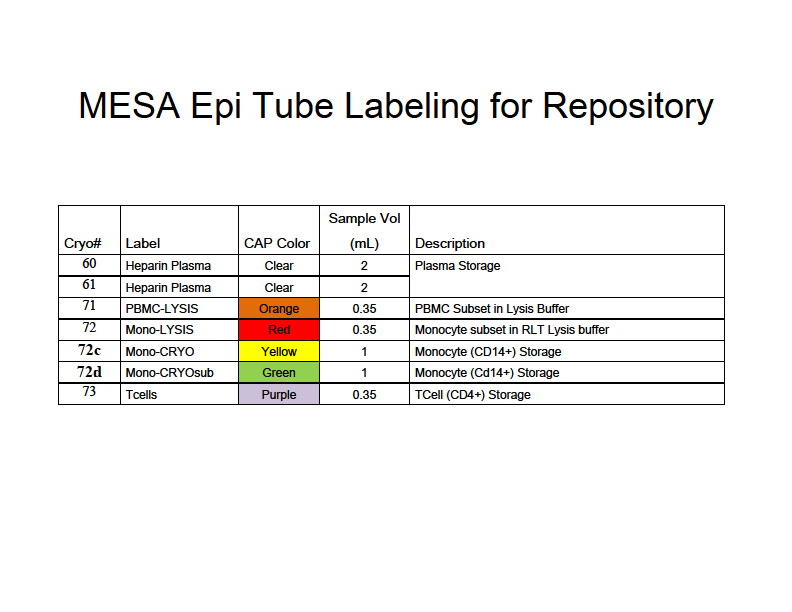 MESA Epi Tube Labeling for Repository
Cryo# Label CAP Color Sample Vol (mL) Description
60 Heparin Plasma Clear 2 Plasma Storage
61 Heparin Plasma Clear 2
71 PBMC-LYSIS Orange 0.35 PBMC Subset in Lysis Buffer
72 Mono-LYSIS Red 0.35 Monocyte subset in RLT Lysis buffer
72c Mono-CRYO Yellow 1 Monocyte (CD14+) Storage
72d Mono-CRYOsub Green 1 Monocyte (Cd14+) Storage
73 Tcells Purple 0.35 TCell (CD4+) Storage